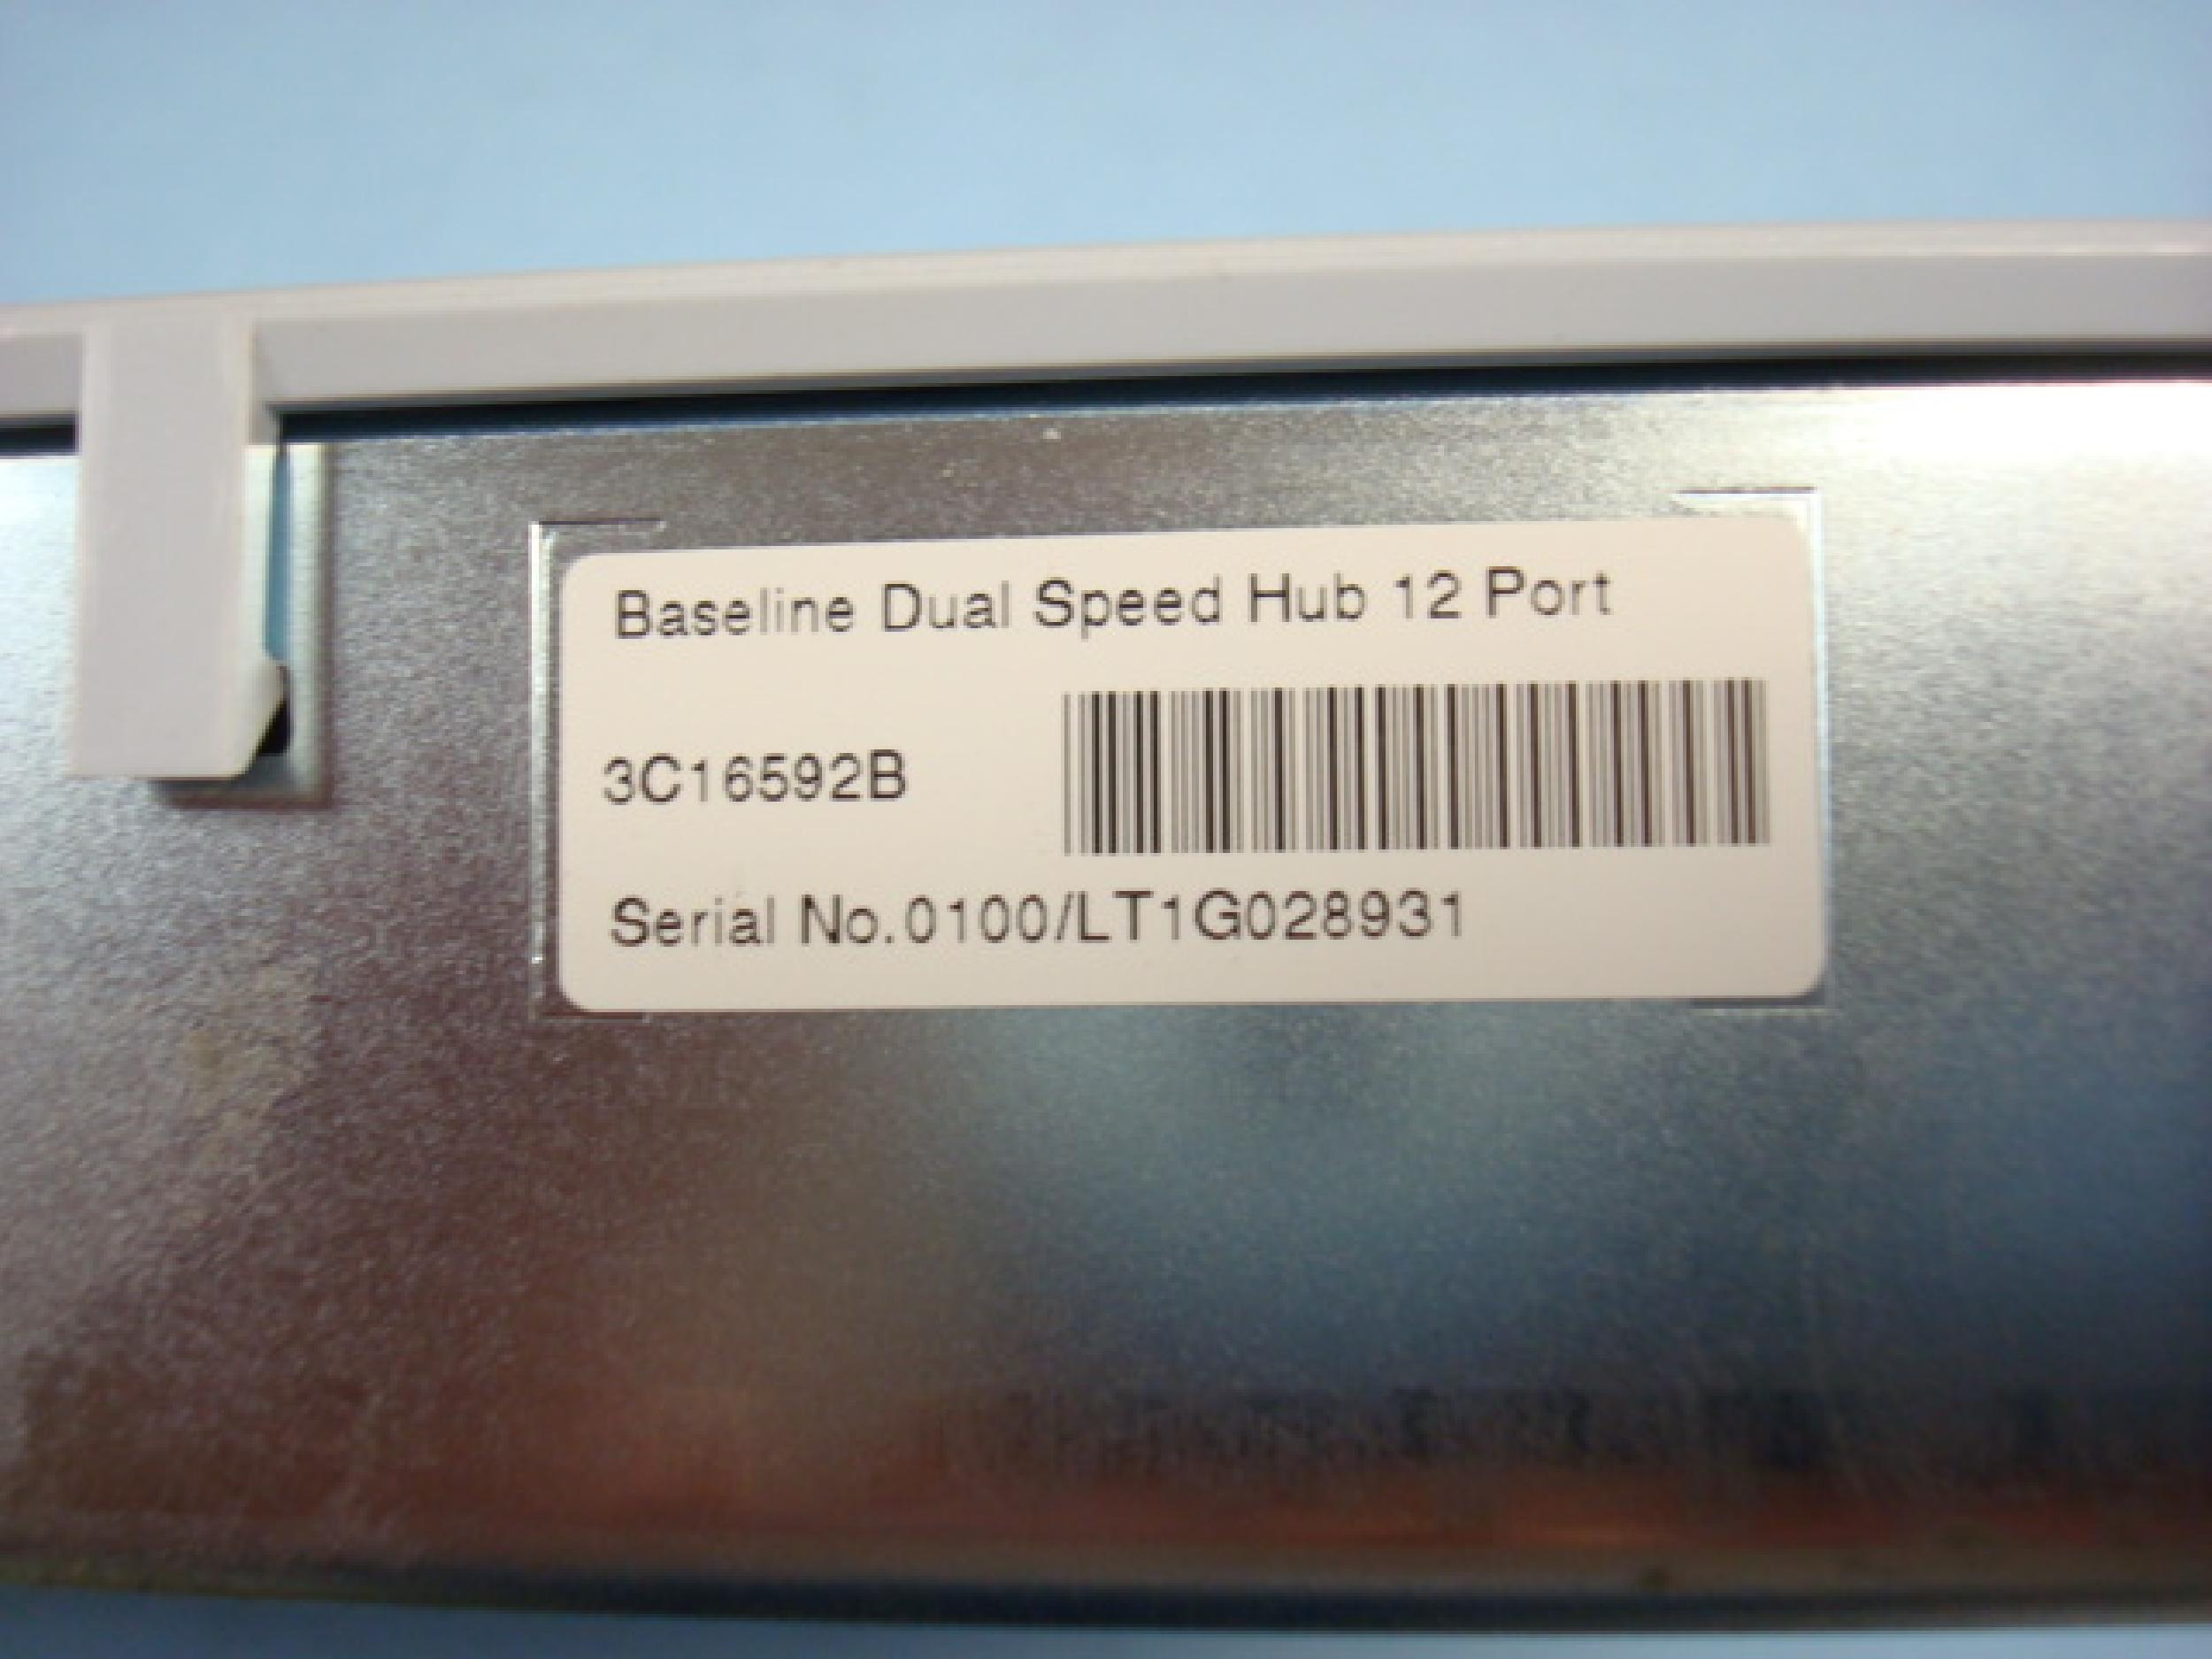 Baseline Dual Speed Hub 12 Port
3C16592B
Serial No.0100/LT1G028931